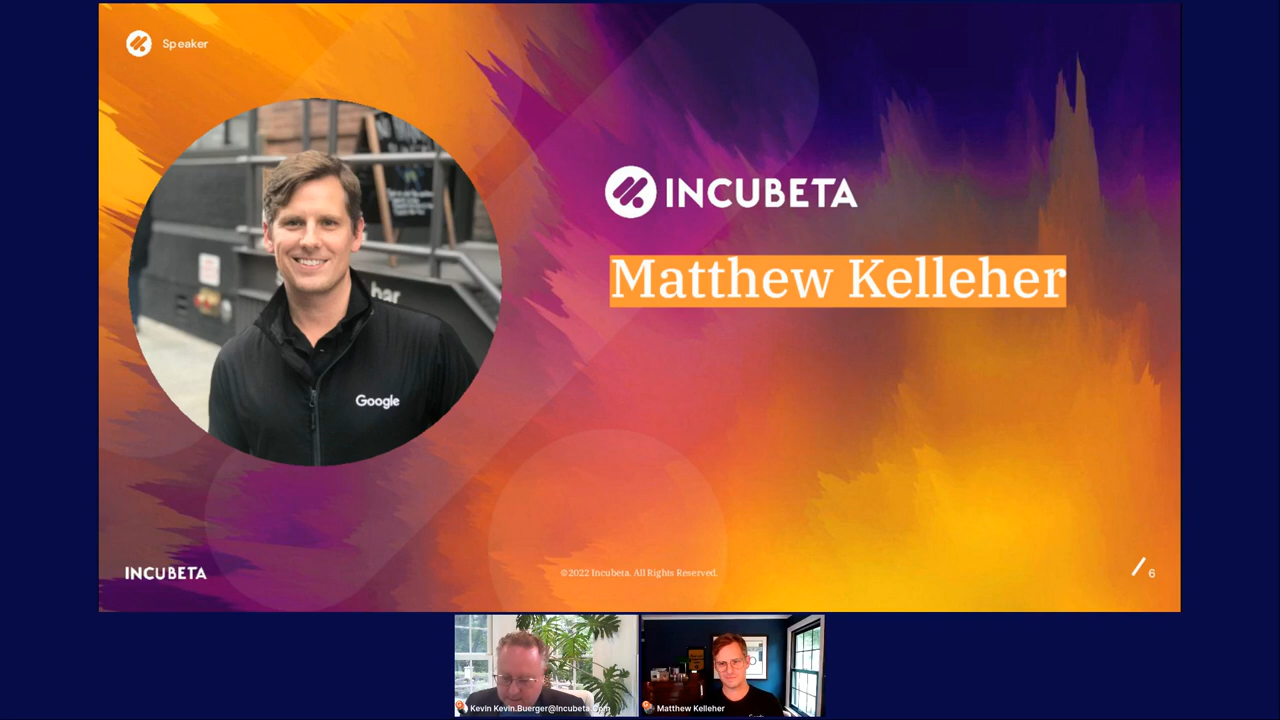 Speaker
INCUBETA
Matthew Kelleher
bar
Google
INCUBETA
©2022 Incubeta. All Rights Reserved.
6
Kevin Kevin.Buerger@Incubeta.Com
Matthew Kelleher